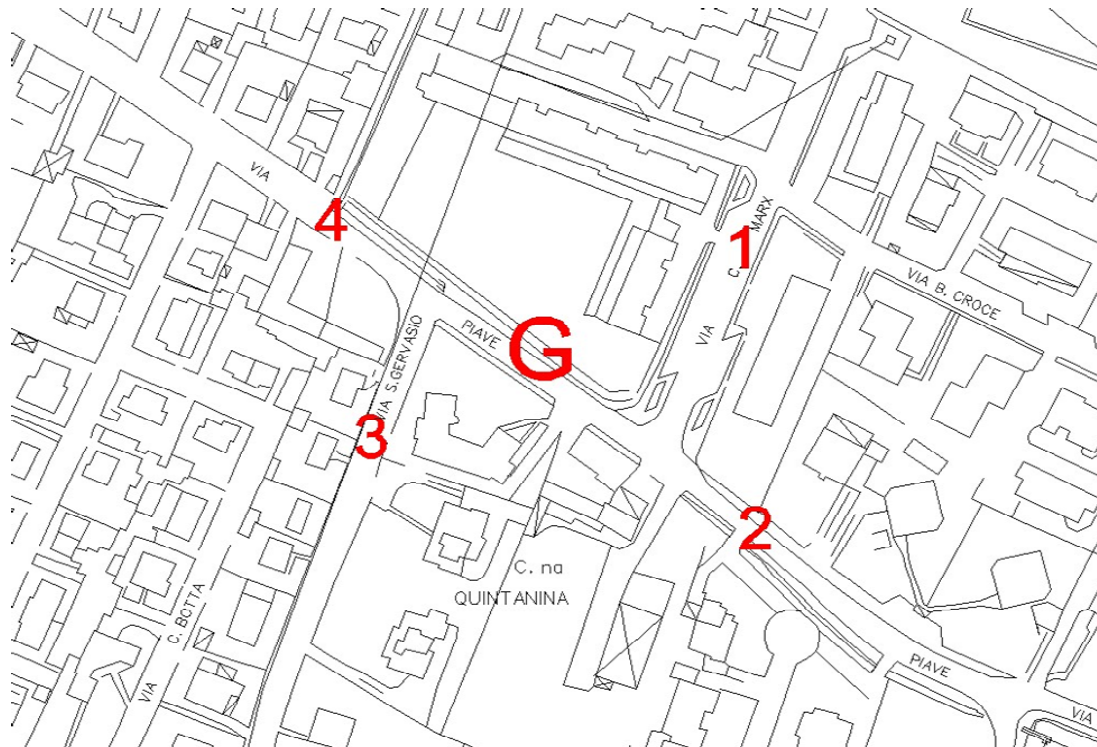 VIA
4
MARX
1
C.
VIA
VIA B. CROCE
G
PIAVE
VIA S.GERVASIO
3
2
C. na
QUINTANINA
C. BOTTA
VIA
PIAVE
VIA